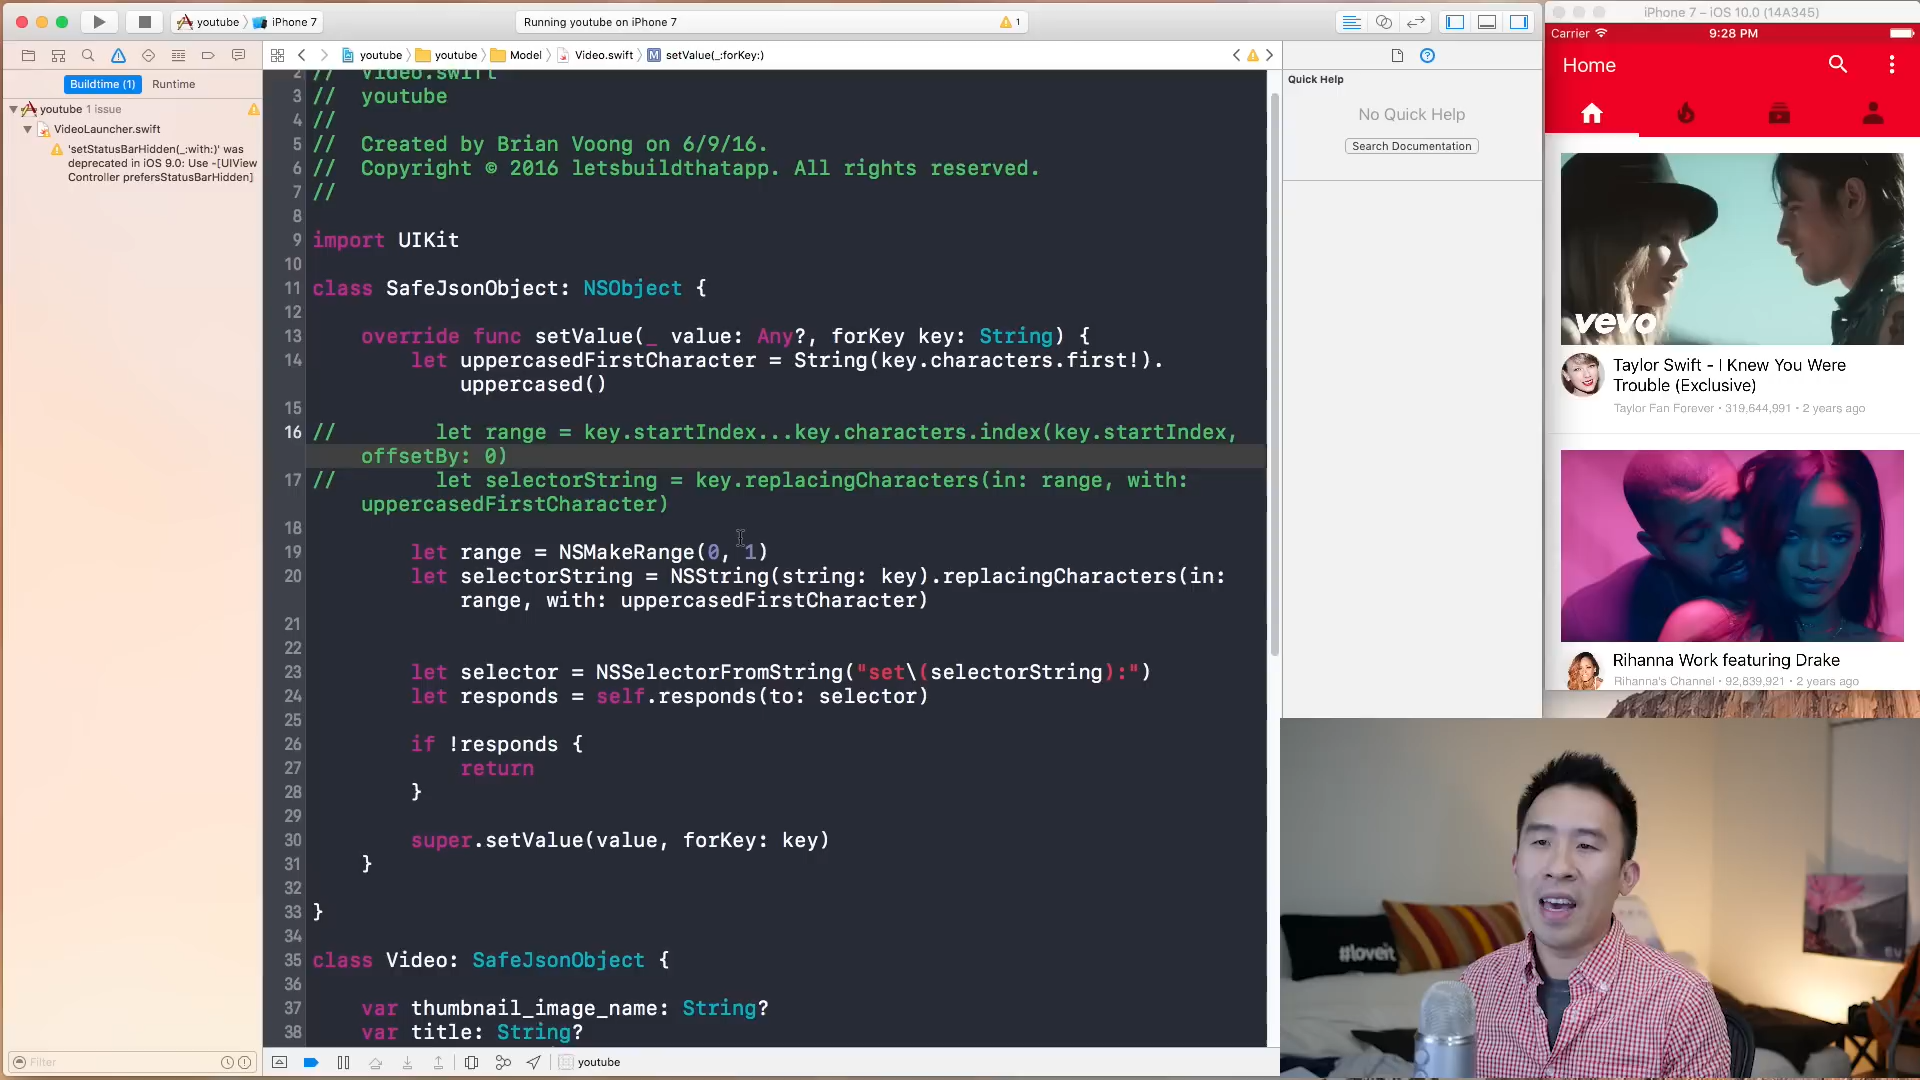 youtube
iPhone 7
Running youtube on iPhone 7
1
iPhone 7 – iOS 10.0 (14A345)
youtube
youtube
Model
Video.swift
setValue(_:forKey:)
Buildtime (1)
Runtime
youtube 1 issue
VideoLauncher.swift
'setStatusBarHidden(_:with:)' was
deprecated in iOS 9.0: Use -[UIView
Controller prefersStatusBarHidden]
Filter
2 // Video.swift
3 // youtube
4 //
5 // Created by Brian Voong on 6/9/16.
6 // Copyright © 2016 letsbuildthatapp. All rights reserved.
7 //
8
9 import UIKit
10
11 class SafeJsonObject: NSObject {
12
13 override func setValue(_ value: Any?, forKey key: String) {
14 let uppercasedFirstCharacter = String(key.characters.first!).
uppercased()
15
16 // let range = key.startIndex...key.characters.index(key.startIndex,
offsetBy: 0)
17 // let selectorString = key.replacingCharacters(in: range, with:
uppercasedFirstCharacter)
18
19 let range = NSMakeRange(0, 1)
20 let selectorString = NSString(string: key).replacingCharacters(in:
range, with: uppercasedFirstCharacter)
21
22
23 let selector = NSSelectorFromString("set\(selectorString):")
24 let responds = self.responds(to: selector)
25
26 if !responds {
27 return
28 }
29
30 super.setValue(value, forKey: key)
31 }
32
33 }
34
35 class Video: SafeJsonObject {
36
37 var thumbnail_image_name: String?
38 var title: String?
youtube
Quick Help
No Quick Help
Search Documentation
Carrier
9:28 PM
Home
vevo
Taylor Swift - I Knew You Were
Trouble (Exclusive)
Taylor Fan Forever • 319,644,991 • 2 years ago
Rihanna Work featuring Drake
Rihanna's Channel • 92,839,921 • 2 years ago
#loveit